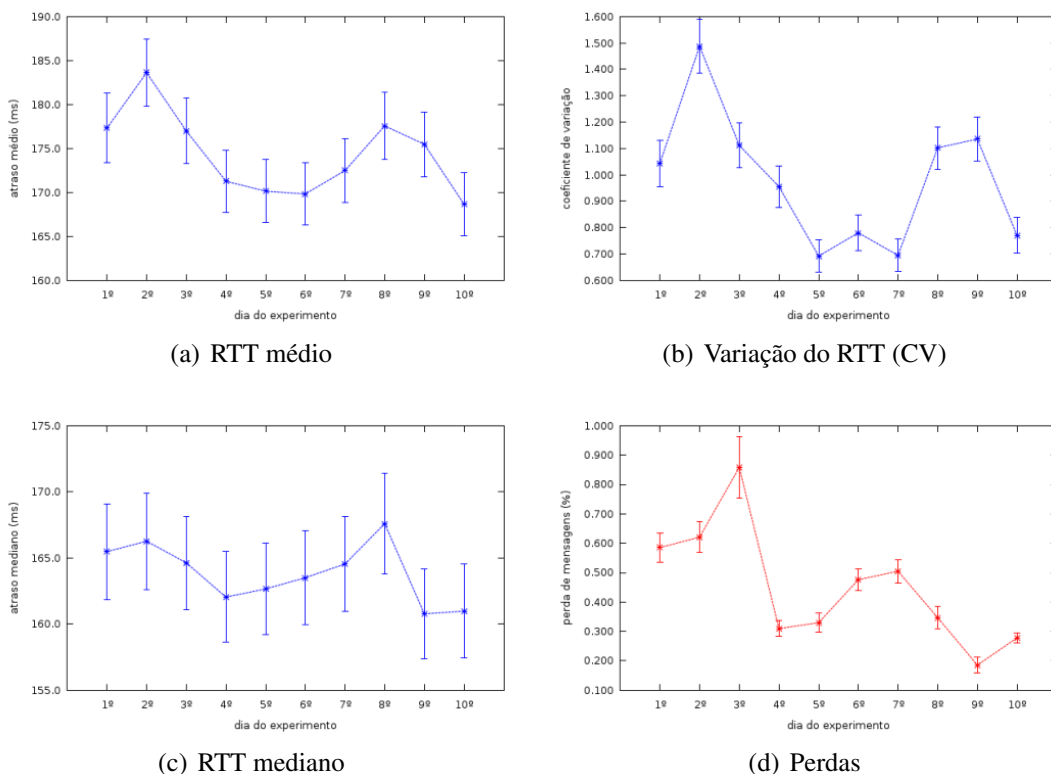 190.0
185.0
180.0
175.0
170.0
165.0
160.0
atraso médio (ms)
1º 2º 3º 4º 5º 6º 7º 8º 9º 10º
dia do experimento
(a) RTT médio
1.600
1.500
1.400
1.300
1.200
1.100
1.000
0.900
0.800
0.700
0.600
coeficiente de variação
1º 2º 3º 4º 5º 6º 7º 8º 9º 10º
dia do experimento
(b) Variação do RTT (CV)
175.0
170.0
165.0
160.0
155.0
atraso mediano (ms)
1º 2º 3º 4º 5º 6º 7º 8º 9º 10º
dia do experimento
(c) RTT mediano
1.000
0.900
0.800
0.700
0.600
0.500
0.400
0.300
0.200
0.100
perda de mensagens (%)
1º 2º 3º 4º 5º 6º 7º 8º 9º 10º
dia do experimento
(d) Perdas